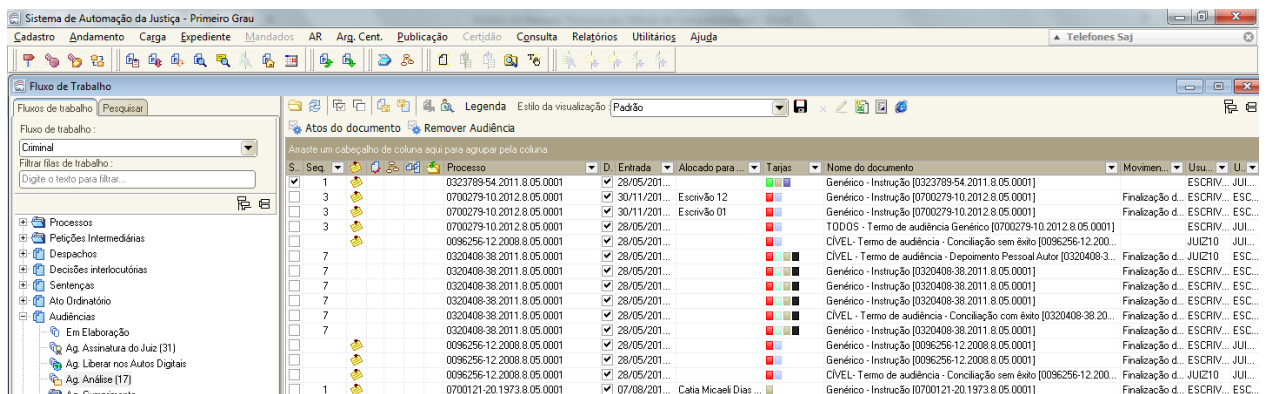 Sistema de Automação da Justiça - Primeiro Grau
Cadastro Andamento Carga Expediente Mandados AR Arq. Cent. Publicação Certidão Consulta Relatórios Utilitários Ajuda
Telefones Saj
Fluxo de Trabalho
Fluxos de trabalho Pesquisar
Legenda Estilo da visualização : Padrão
Fluxo de trabalho :
Atos do documento Remover Audiência
Criminal
Arraste um cabeçalho de coluna aqui para agrupar pela coluna
Filtrar filas de trabalho :
S.. Seq. Processo D. Entrada Alocado para ... Tarjas Nome do documento Movimen... Usu... U..
Digite o texto para filtrar...
1 0323789-54.2011.8.05.0001 28/05/201... Genérico - Instrução [0323789-54.2011.8.05.0001] ESCRIV... JUI...
3 0700279-10.2012.8.05.0001 30/11/201... Escrivão 12 Genérico - Instrução [0700279-10.2012.8.05.0001] Finalização d... ESCRIV... ESC...
3 0700279-10.2012.8.05.0001 30/11/201... Escrivão 01 Genérico - Instrução [0700279-10.2012.8.05.0001] Finalização d... ESCRIV... ESC...
Processos
3 0700279-10.2012.8.05.0001 28/05/201... TODOS - Termo de audiência Genérico [0700279-10.2012.8.05.0001] ESCRIV... JUI...
Petições Intermediárias
0096256-12.2008.8.05.0001 28/05/201... CÍVEL- Termo de audiência - Conciliação sem êxito [0096256-12.200... JUIZ10 JUI...
Despachos
7 0320408-38.2011.8.05.0001 28/05/201... CÍVEL - Termo de audiência - Depoimento Pessoal Autor [0320408-3... Finalização d... JUIZ10 ESC...
Decisões interlocutórias
7 0320408-38.2011.8.05.0001 28/05/201... Genérico - Instrução [0320408-38.2011.8.05.0001] Finalização d... ESCRIV... ESC...
Sentenças
7 0320408-38.2011.8.05.0001 28/05/201... Genérico - Instrução [0320408-38.2011.8.05.0001] Finalização d... ESCRIV... ESC...
Ato Ordinatório
7 0320408-38.2011.8.05.0001 28/05/201... Genérico - Instrução [0320408-38.2011.8.05.0001] Finalização d... ESCRIV... ESC...
Audiências
7 0320408-38.2011.8.05.0001 28/05/201... CÍVEL - Termo de audiência - Conciliação com êxito [0320408-38.20... Finalização d... ESCRIV... ESC...
Em Elaboração
7 0320408-38.2011.8.05.0001 28/05/201... Genérico - Instrução [0320408-38.2011.8.05.0001] Finalização d... ESCRIV... ESC...
Ag. Assinatura do Juiz (31)
0096256-12.2008.8.05.0001 28/05/201... Genérico - Instrução [0096256-12.2008.8.05.0001] Finalização d... ESCRIV... JUI...
Ag. Liberar nos Autos Digitais
0096256-12.2008.8.05.0001 28/05/201... Genérico - Instrução [0096256-12.2008.8.05.0001] Finalização d... ESCRIV... JUI...
Ag. Análise (17)
0096256-12.2008.8.05.0001 28/05/201... CÍVEL- Termo de audiência - Conciliação sem êxito [0096256-12.200... Finalização d... JUIZ10 JUI...
Ag. Cumprimento
1 0700121-20.1973.8.05.0001 07/08/201... Catia Micaeli Dias ... Genérico - Instrução [0700121-20.1973.8.05.0001] Finalização d... ESCRIV... ESC...